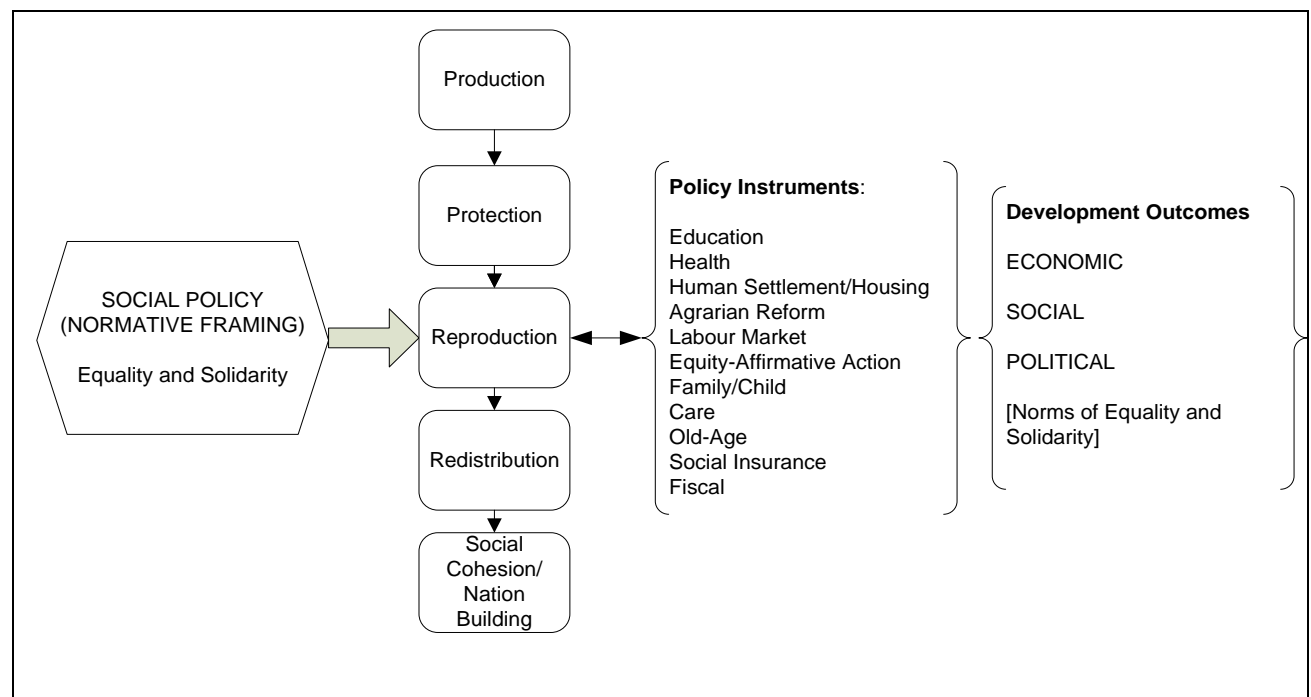 SOCIAL POLICY
(NORMATIVE FRAMING)
Equality and Solidarity
Production
Protection
Reproduction
Redistribution
Social
Cohesion/
Nation
Building
Policy Instruments:
Education
Health
Human Settlement/Housing
Agrarian Reform
Labour Market
Equity-Affirmative Action
Family/Child
Care
Old-Age
Social Insurance
Fiscal
Development Outcomes
ECONOMIC
SOCIAL
POLITICAL
[Norms of Equality and
Solidarity]